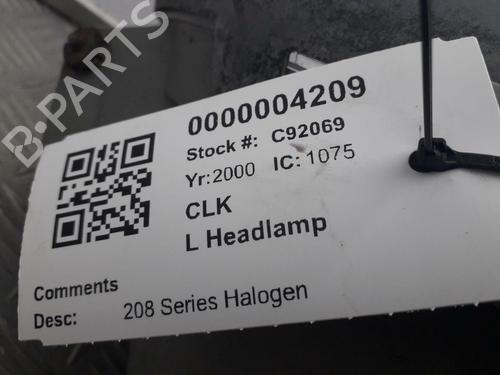 B-PARTS
0000004209
Stock #: C92069
Yr:2000 IC:1075
CLK
L Headlamp
Comments
Desc: 208 Series Halogen